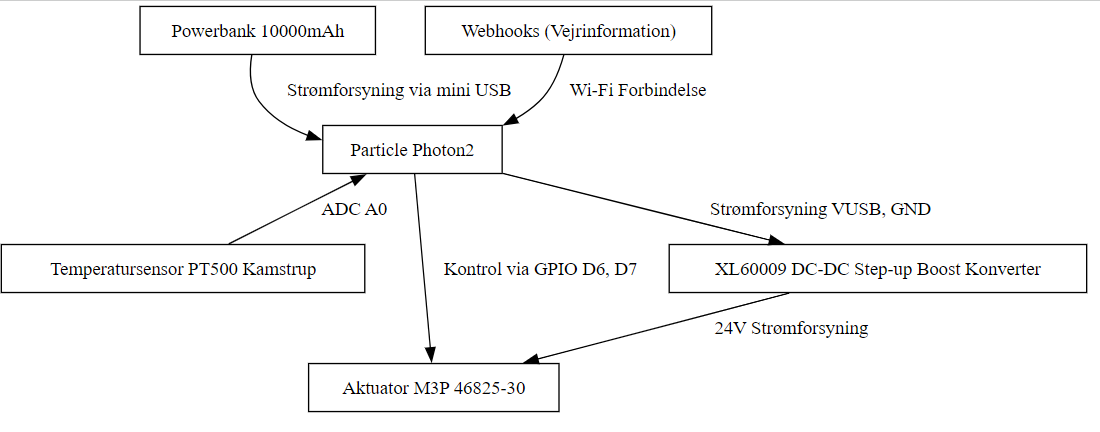 Powerbank 10000mAh
Webhooks (Vejrinformation)
Strømforsyning via mini USB
Wi-Fi Forbindelse
Particle Photon2
ADC A0
Strømforsyning VUSB, GND
Temperatursensor PT500 Kamstrup
Kontrol via GPIO D6, D7
XL60009 DC-DC Step-up Boost Konverter
24V Strømforsyning
Aktuator M3P 46825-30